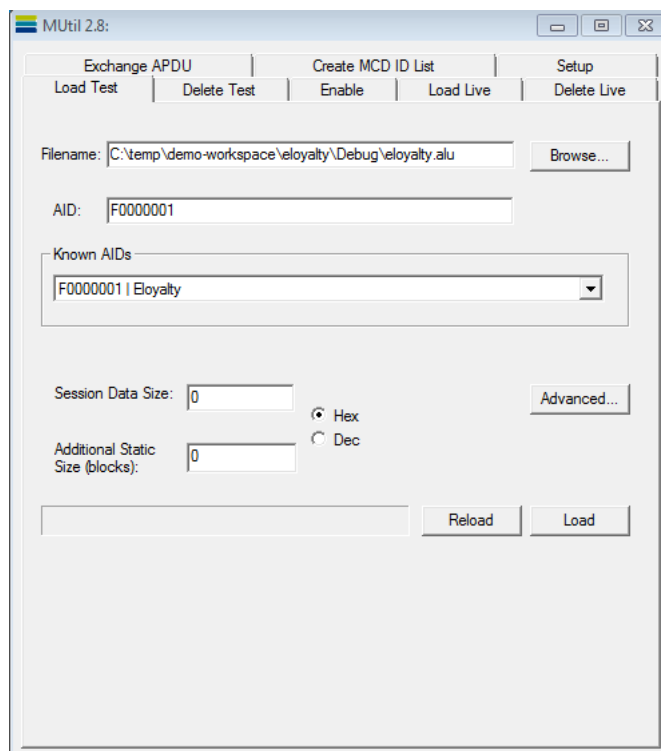 MUtil 2.8:
Exchange APDU Create MCD ID List Setup
Load Test Delete Test Enable Load Live Delete Live
Filename: C:\temp\demo-workspace\eloyalty\Debug\eloyalty.alu Browse...
AID: F0000001
Known AIDs
F0000001 | Eloyalty
Session Data Size: 0 Advanced...
Hex
Dec
Additional Static
Size (blocks): 0
Reload Load